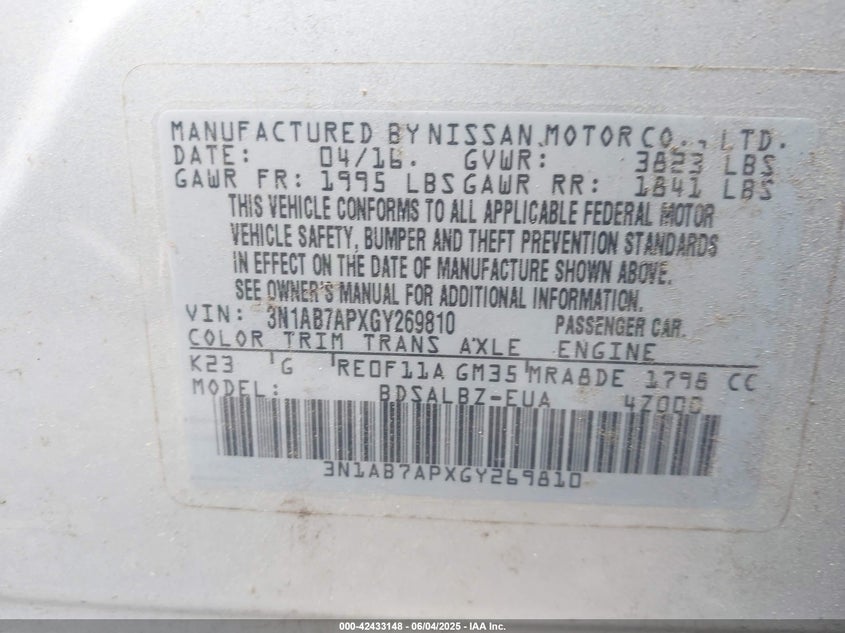 MANUFACTURED BY NISSAN MOTOR CO., LTD.
DATE: 04/16. GVWR: 3823 LBS
GAWR FR: 1995 LBS GAWR RR: 1841 LBS
THIS VEHICLE CONFORMS TO ALL APPLICABLE FEDERAL MOTOR
VEHICLE SAFETY, BUMPER AND THEFT PREVENTION STANDARDS
IN EFFECT ON THE DATE OF MANUFACTURE SHOWN ABOVE.
SEE OWNER'S MANUAL FOR ADDITIONAL INFORMATION.
VIN: 3N1AB7APXGY269810 PASSENGER CAR.
COLOR TRIM TRANS AXLE ENGINE
K23 G RE0F11A GM35 MRA8DE 1798 CC
MODEL: BDSALBZ-EUA 4Z000
3N1AB7APXGY269810
000-42433148 - 06/04/2025 - IAA Inc.